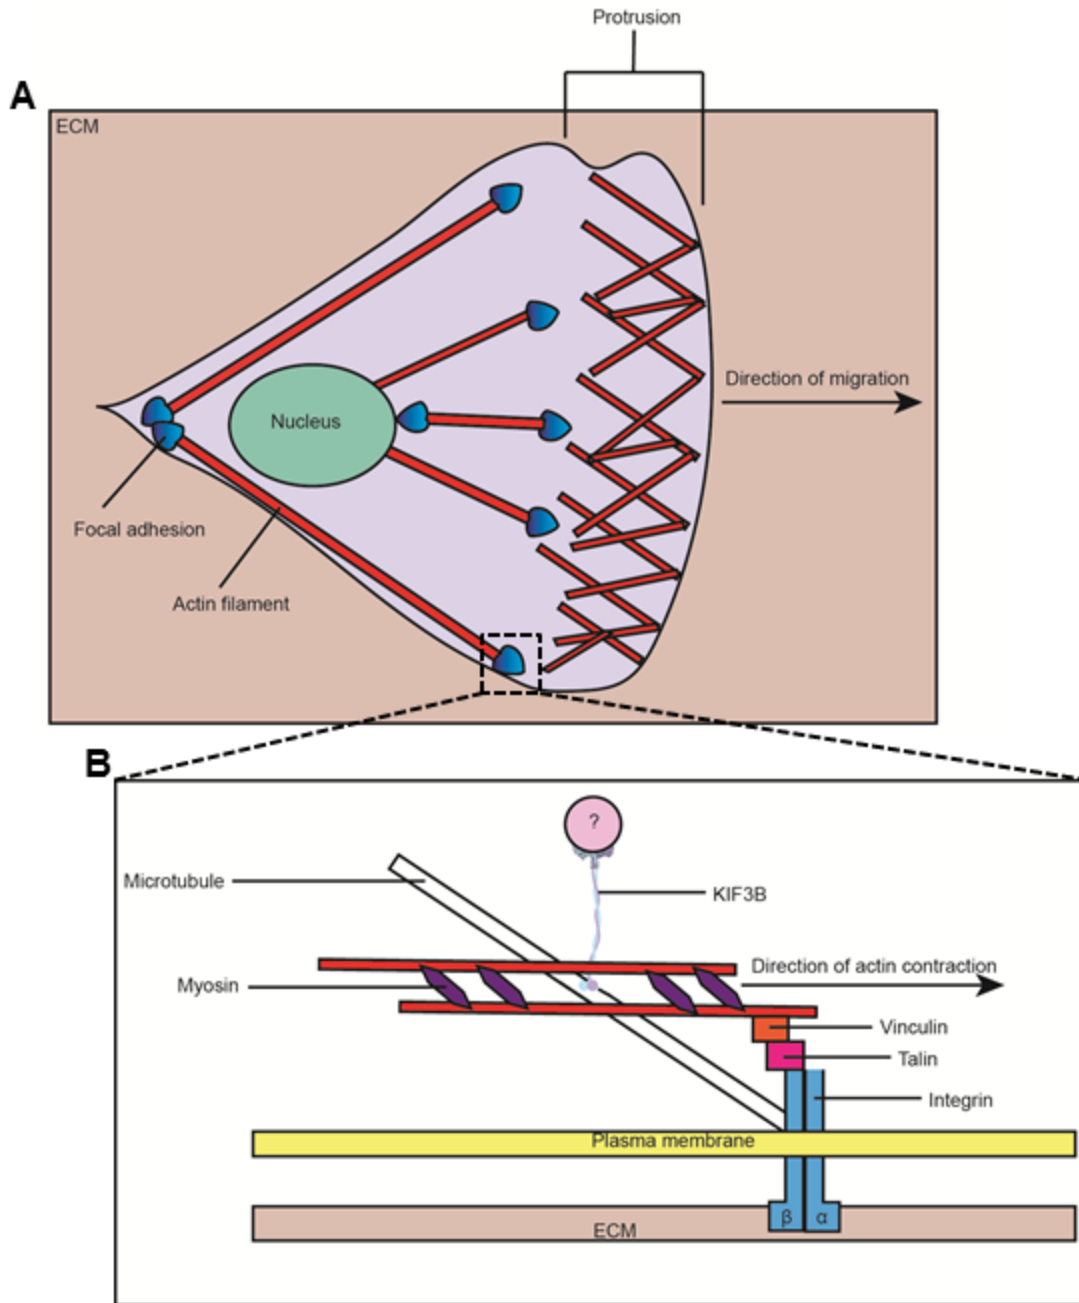 Protrusion
A
ECM
Direction of migration
Nucleus
Focal adhesion
Actin filament
B
?
Microtubule
KIF3B
Direction of actin contraction
Myosin
Vinculin
Talin
Integrin
Plasma membrane
β α
ECM